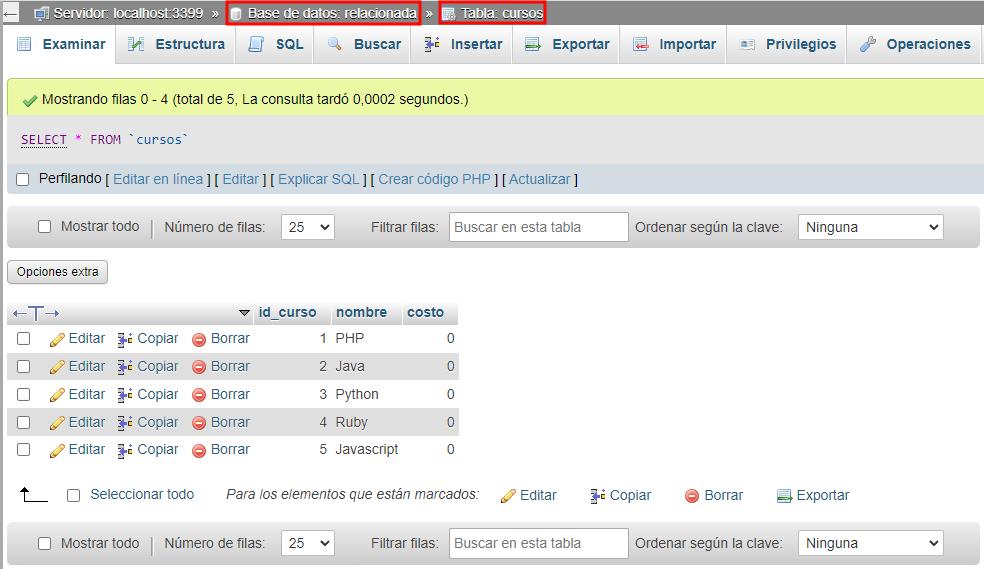 Servidor: localhost:3399 » Base de datos: relacionada » Tabla: cursos
Examinar Estructura SQL Buscar Insertar Exportar Importar Privilegios Operaciones
Mostrando filas 0 - 4 (total de 5, La consulta tardó 0,0002 segundos.)
SELECT * FROM `cursos`
Perfilando [ Editar en línea ] [ Editar ] [ Explicar SQL ] [ Crear código PHP ] [ Actualizar ]
Mostrar todo | Número de filas: 25 Filtrar filas: Buscar en esta tabla Ordenar según la clave: Ninguna
Opciones extra
←T→ id_curso nombre costo
Editar Copiar Borrar 1 PHP 0
Editar Copiar Borrar 2 Java 0
Editar Copiar Borrar 3 Python 0
Editar Copiar Borrar 4 Ruby 0
Editar Copiar Borrar 5 Javascript 0
Seleccionar todo Para los elementos que están marcados: Editar Copiar Borrar Exportar
Mostrar todo | Número de filas: 25 Filtrar filas: Buscar en esta tabla Ordenar según la clave: Ninguna